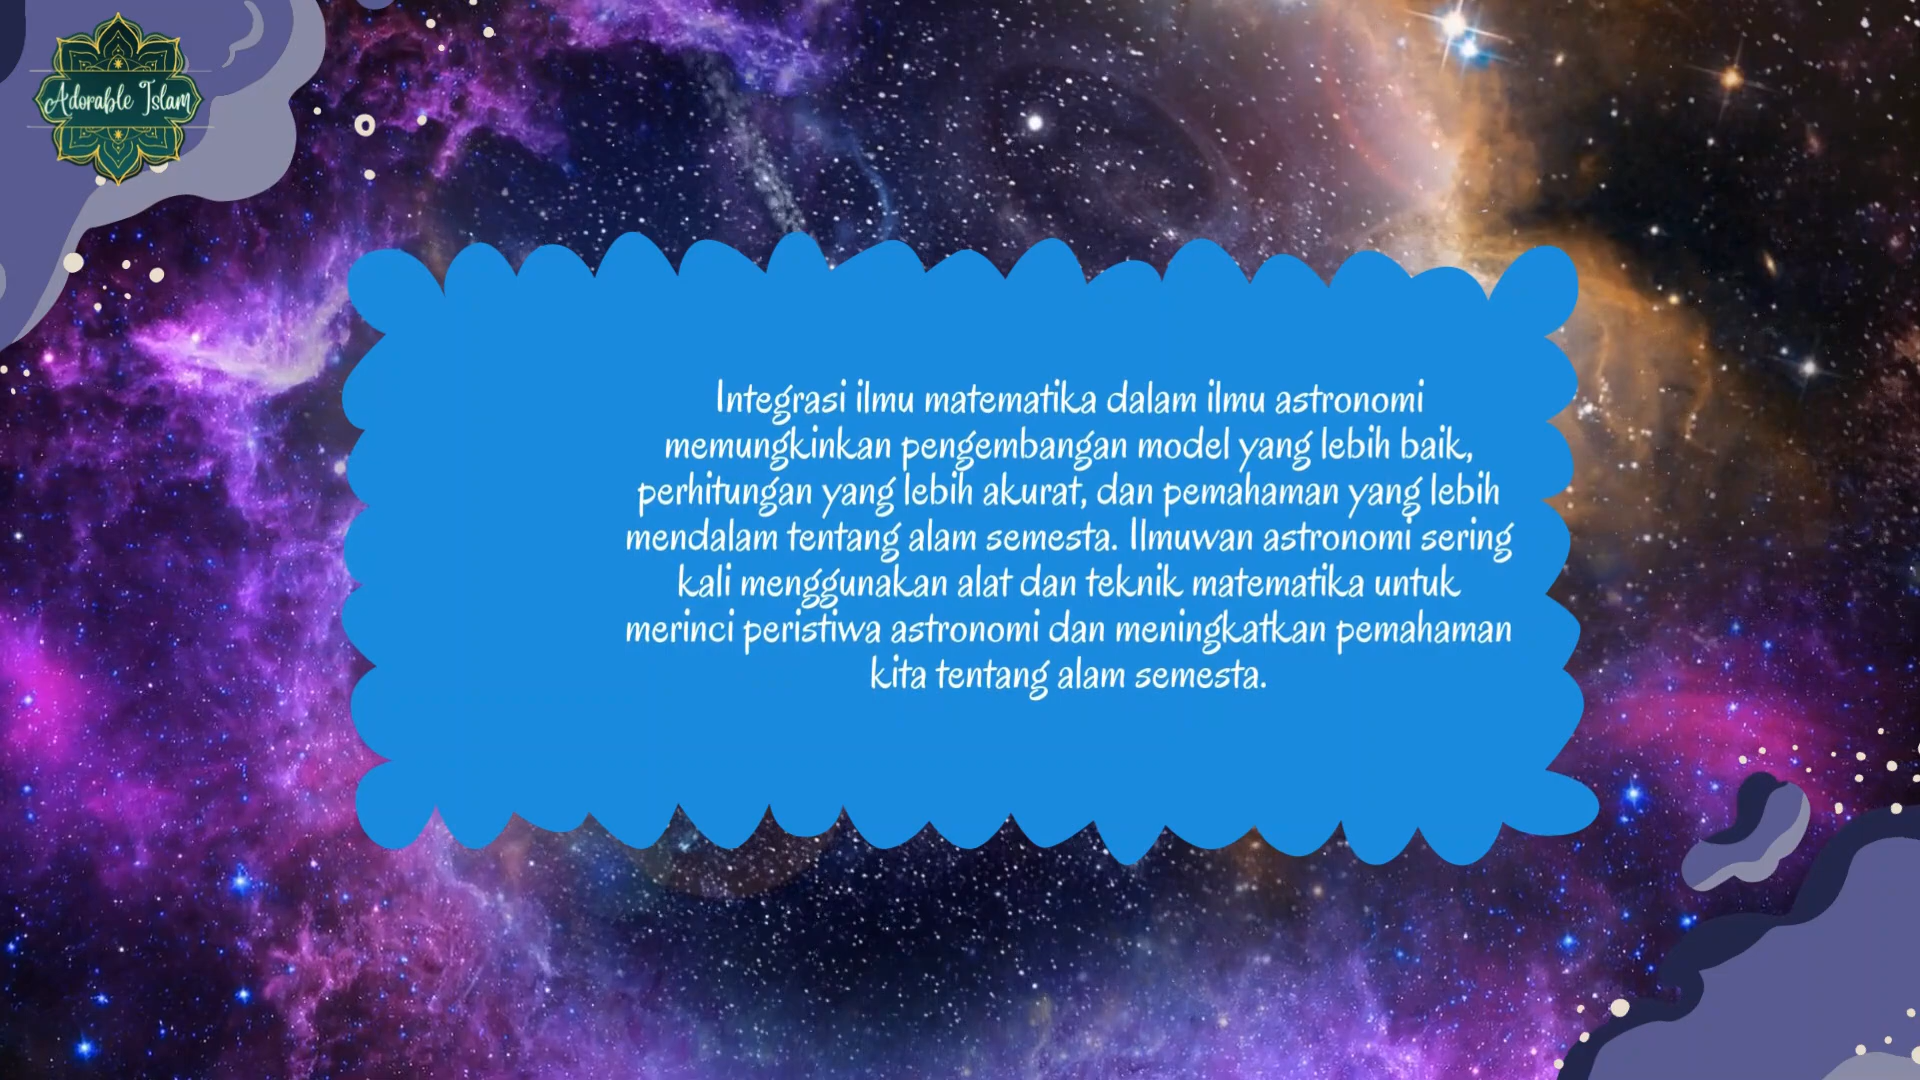 Adorable Islam
Integrasi ilmu matematika dalam ilmu astronomi
memungkinkan pengembangan model yang lebih baik,
perhitungan yang lebih akurat, dan pemahaman yang lebih
mendalam tentang alam semesta. Ilmuwan astronomi sering
kali menggunakan alat dan teknik matematika untuk
merinci peristiwa astronomi dan meningkatkan pemahaman
kita tentang alam semesta.